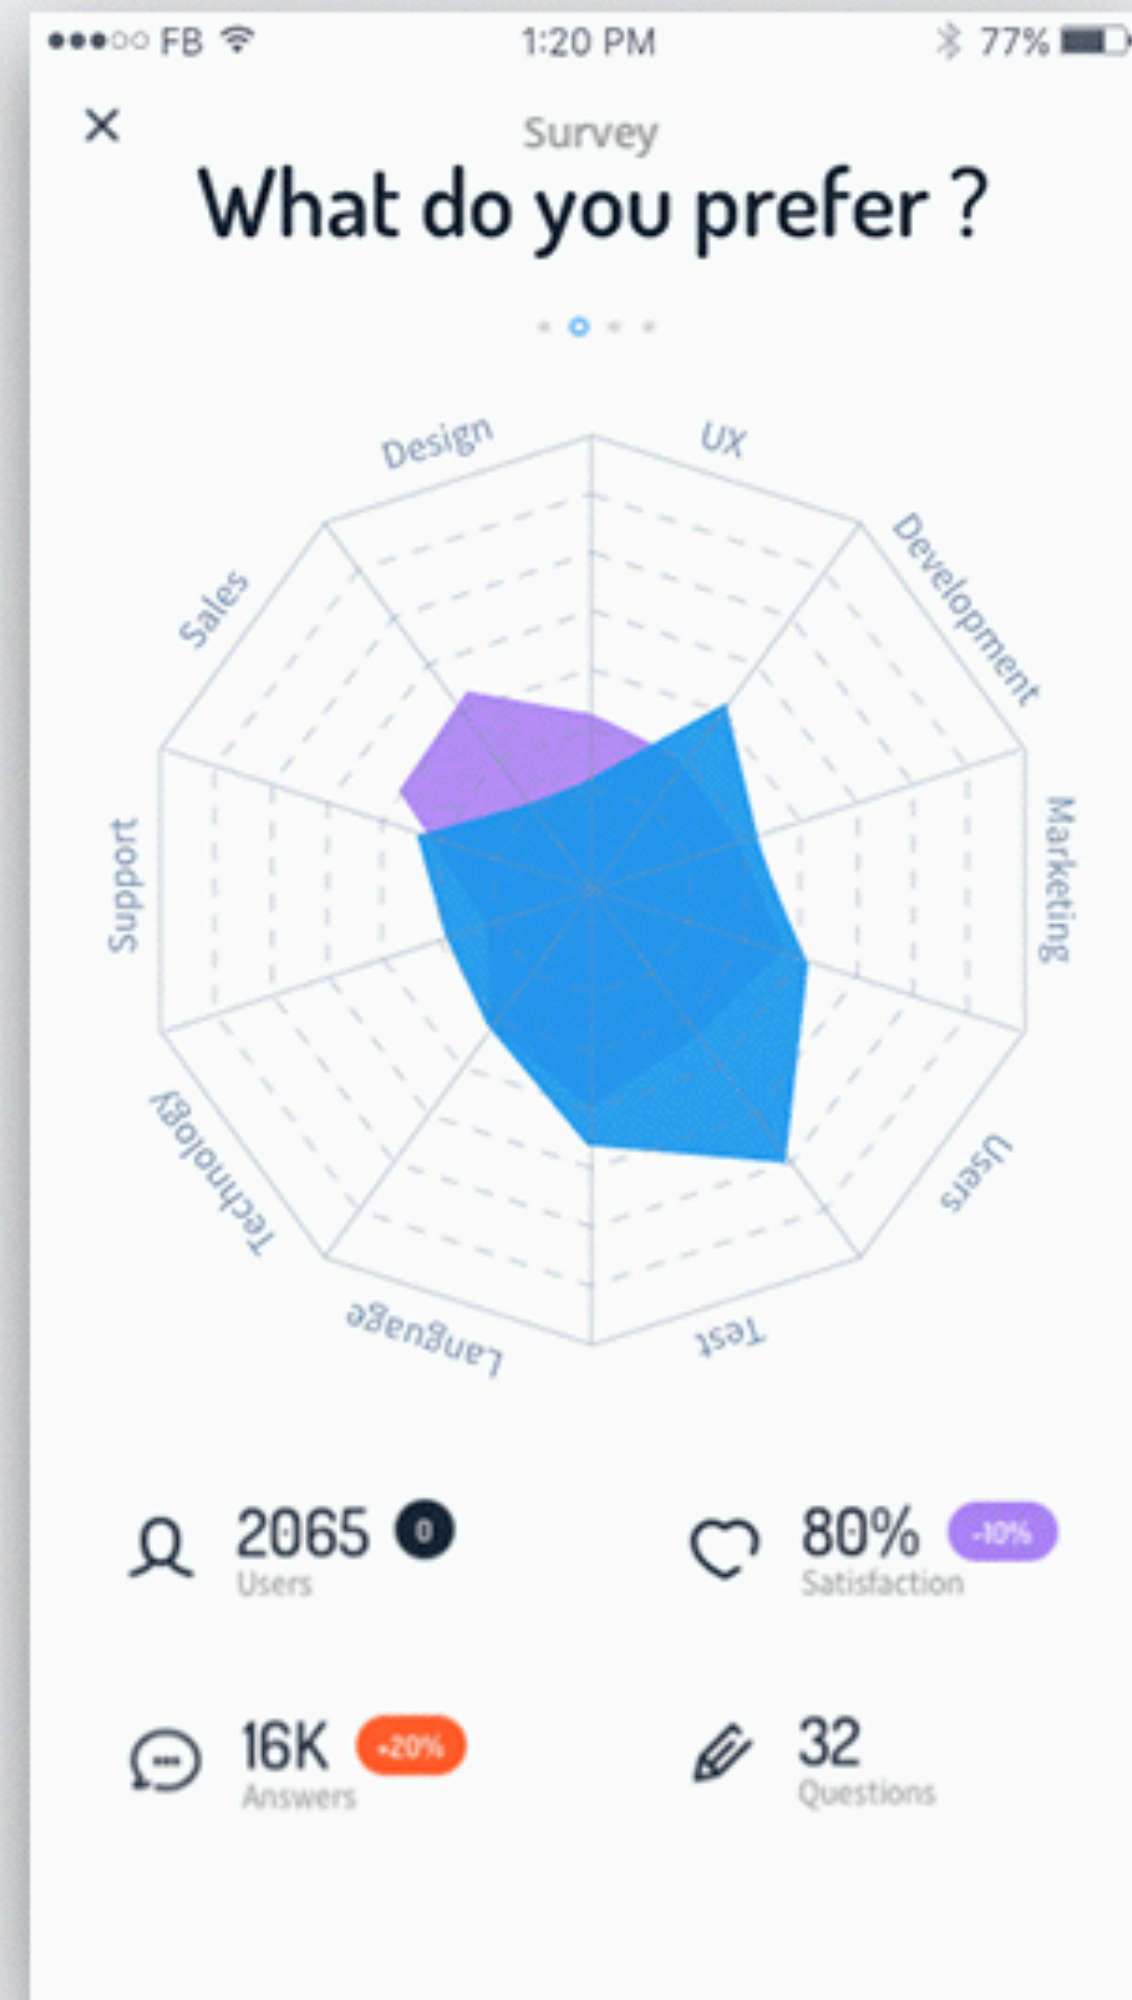 FB 1:20 PM 77%
Survey
What do you prefer ?
Design
UX
Sales
Development
Support
Marketing
Technology
Users
Language
Test
2065 0
Users
80% -10%
Satisfaction
16K +20%
Answers
32
Questions